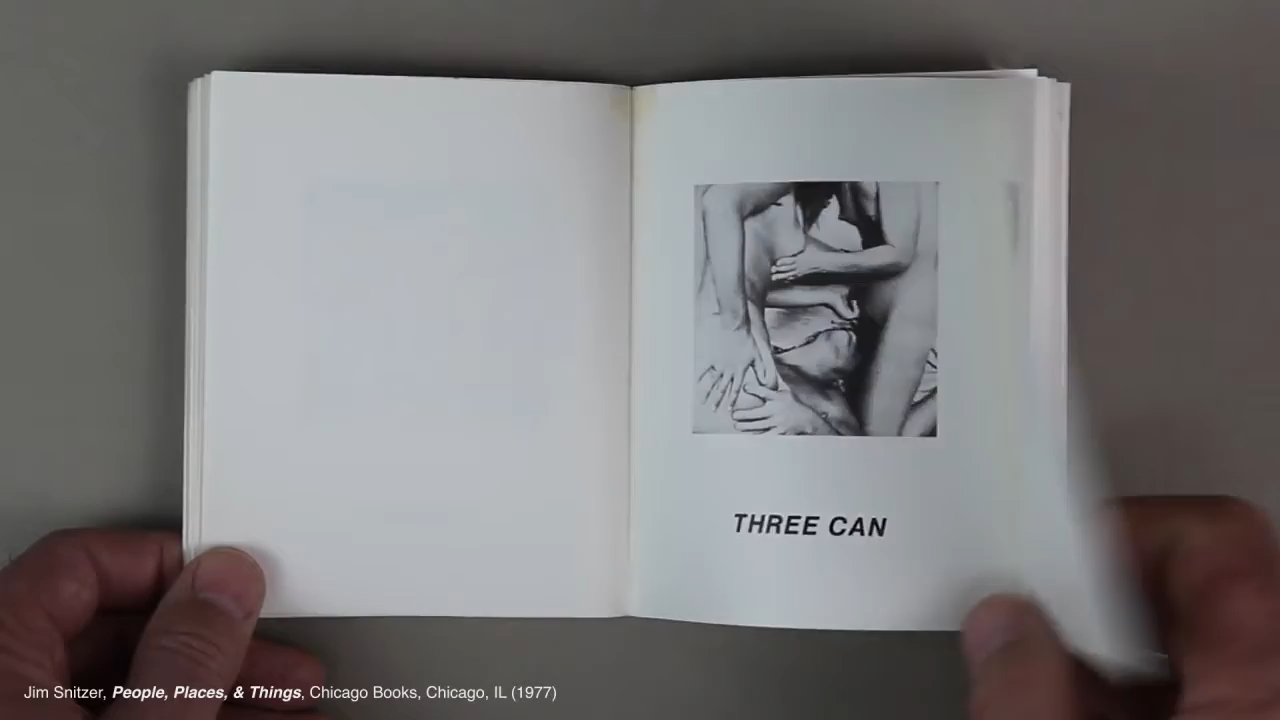 THREE CAN
Jim Snitzer, People, Places, & Things, Chicago Books, Chicago, IL (1977)